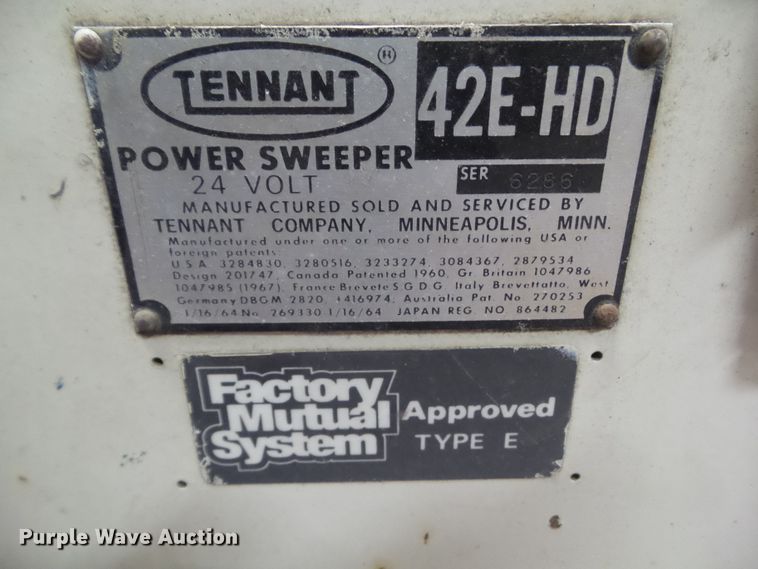 TENNANT ®
42E-HD
POWER SWEEPER
24 VOLT
SER 6286
MANUFACTURED SOLD AND SERVICED BY
TENNANT COMPANY, MINNEAPOLIS, MINN.
Manufactured under one or more of the following USA or
foreign patents
U.S.A. 3284830, 3280516, 3233274, 3084367, 2879534
Design 201747, Canada Patented 1960, Gr. Britain 1047986
1047985 (1967), France Brevete S.G.D.G. Italy Brevettatto, West
Germany DBGM 2820, 1416974, Australia Pat. No. 270253
1/16/64 No. 269330 1/16/64 JAPAN REG. NO. 864482
Factory
Mutual
System
Approved
TYPE E
Purple Wave Auction